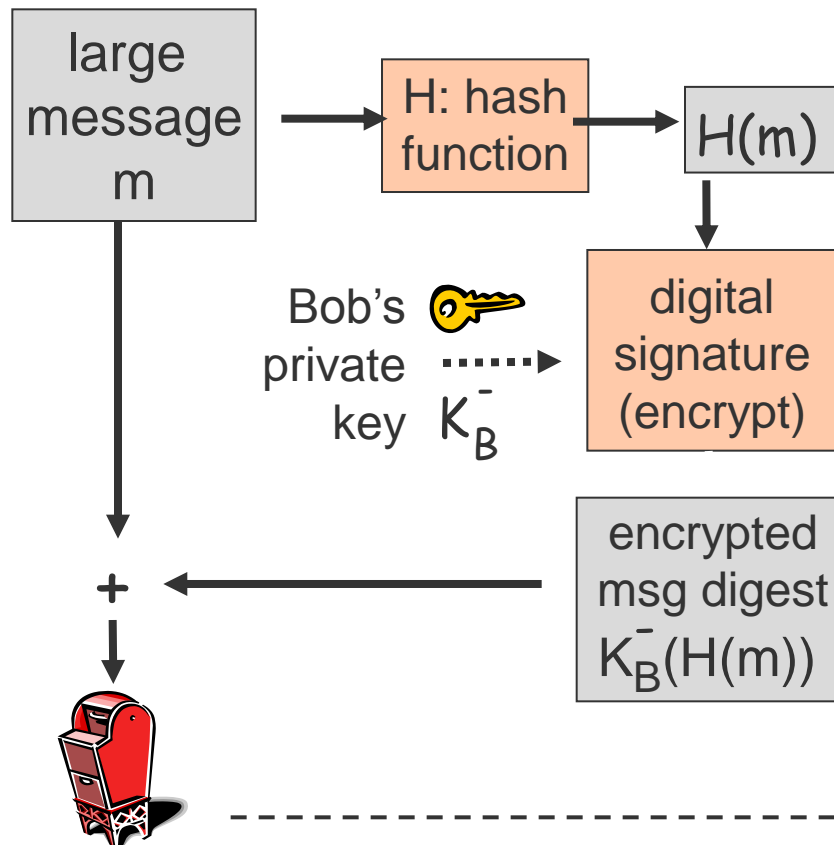 large
message
m
H: hash
function
H(m)
Bob’s
private
key K_B^-
digital
signature
(encrypt)
+
encrypted
msg digest
K_B^-(H(m))